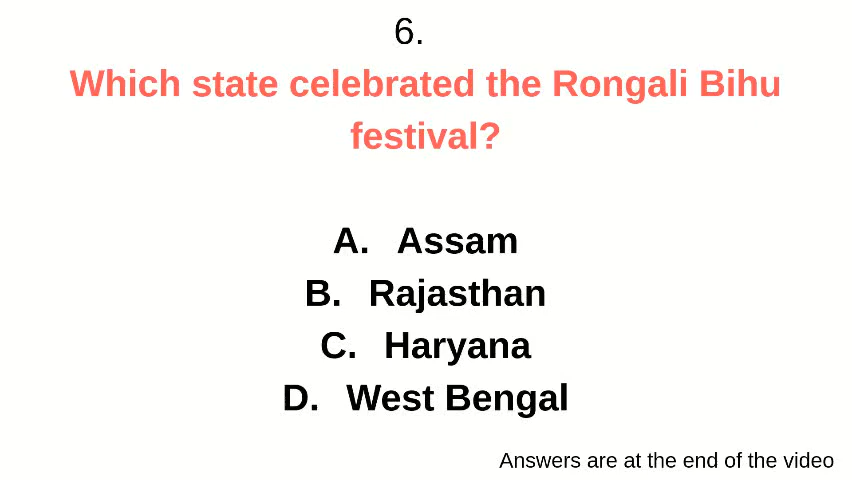 6.
Which state celebrated the Rongali Bihu
festival?
A. Assam
B. Rajasthan
C. Haryana
D. West Bengal
Answers are at the end of the video